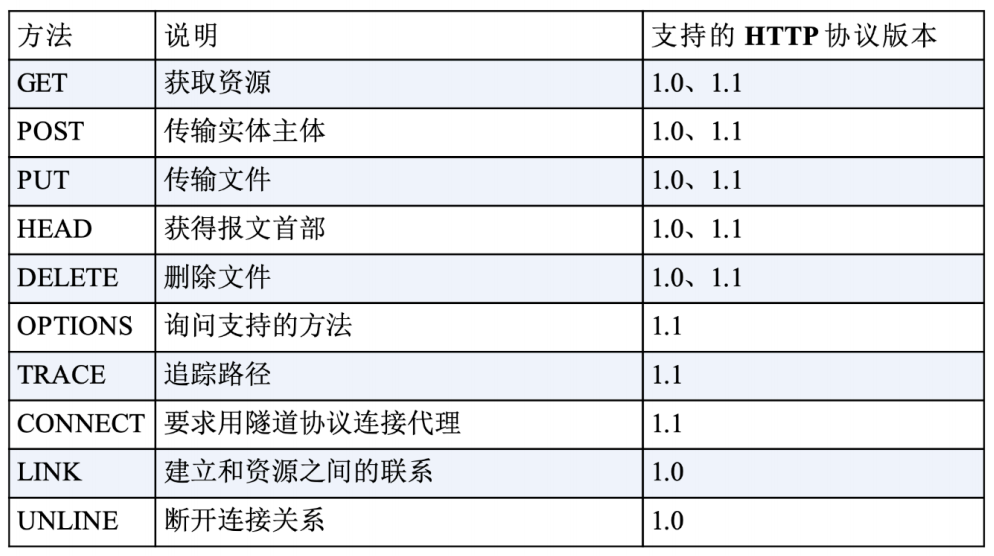 方法 说明 支持的 HTTP 协议版本
GET 获取资源 1.0、1.1
POST 传输实体主体 1.0、1.1
PUT 传输文件 1.0、1.1
HEAD 获得报文首部 1.0、1.1
DELETE 删除文件 1.0、1.1
OPTIONS 询问支持的方法 1.1
TRACE 追踪路径 1.1
CONNECT 要求用隧道协议连接代理 1.1
LINK 建立和资源之间的联系 1.0
UNLINE 断开连接关系 1.0